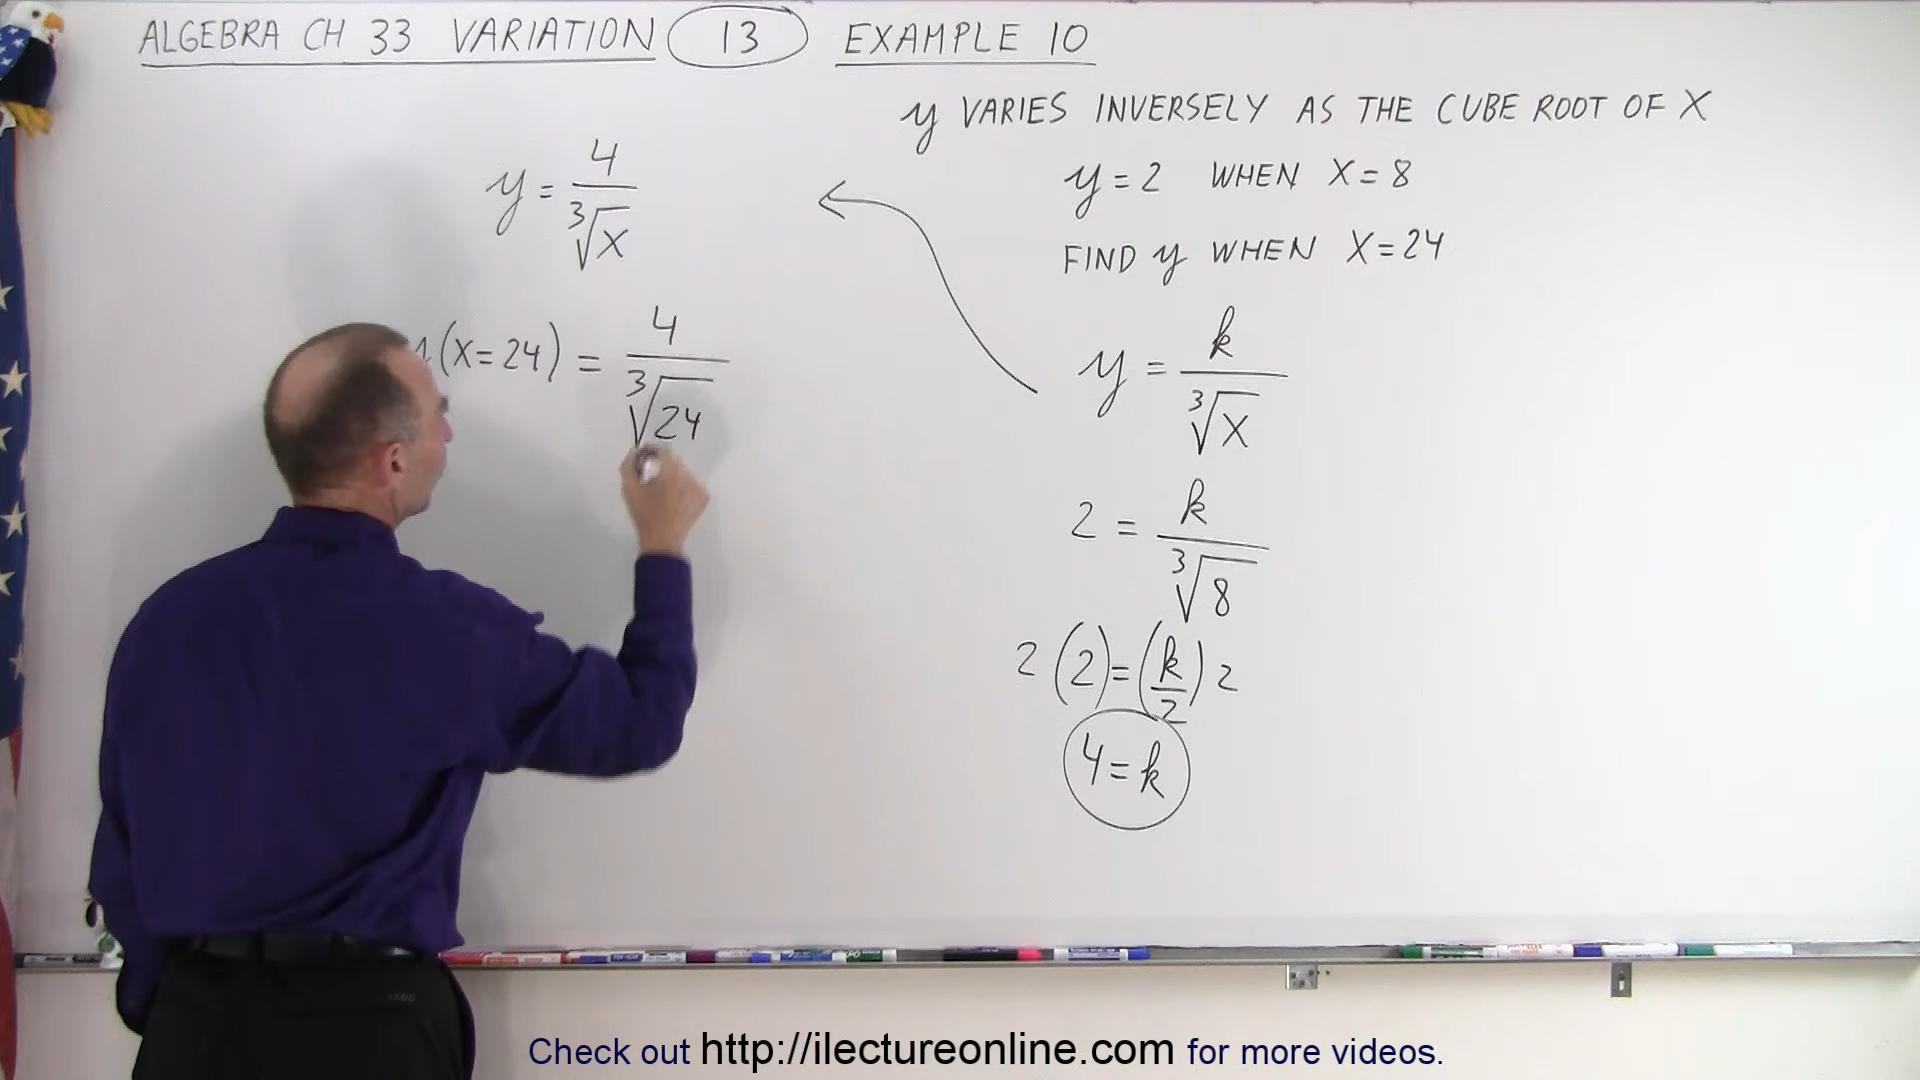 ALGEBRA CH 33 VARIATION 13 EXAMPLE 10
y VARIES INVERSELY AS THE CUBE ROOT OF X
y = 2 WHEN X = 8
FIND y WHEN X = 24
y = k / ∛X
2 = k / ∛8
2 (2) = (k/2) 2
4 = k
y = 4 / ∛X
(X = 24) = 4 / ∛24
Check out http://ilectureonline.com for more videos.